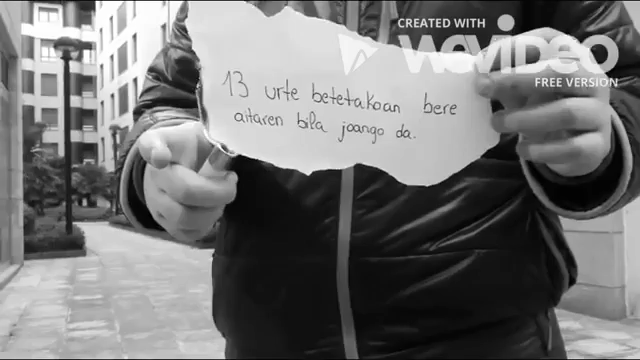 CREATED WITH
WeVideo
FREE VERSION
13 urte betetakoan bere
aitaren bila joango da.